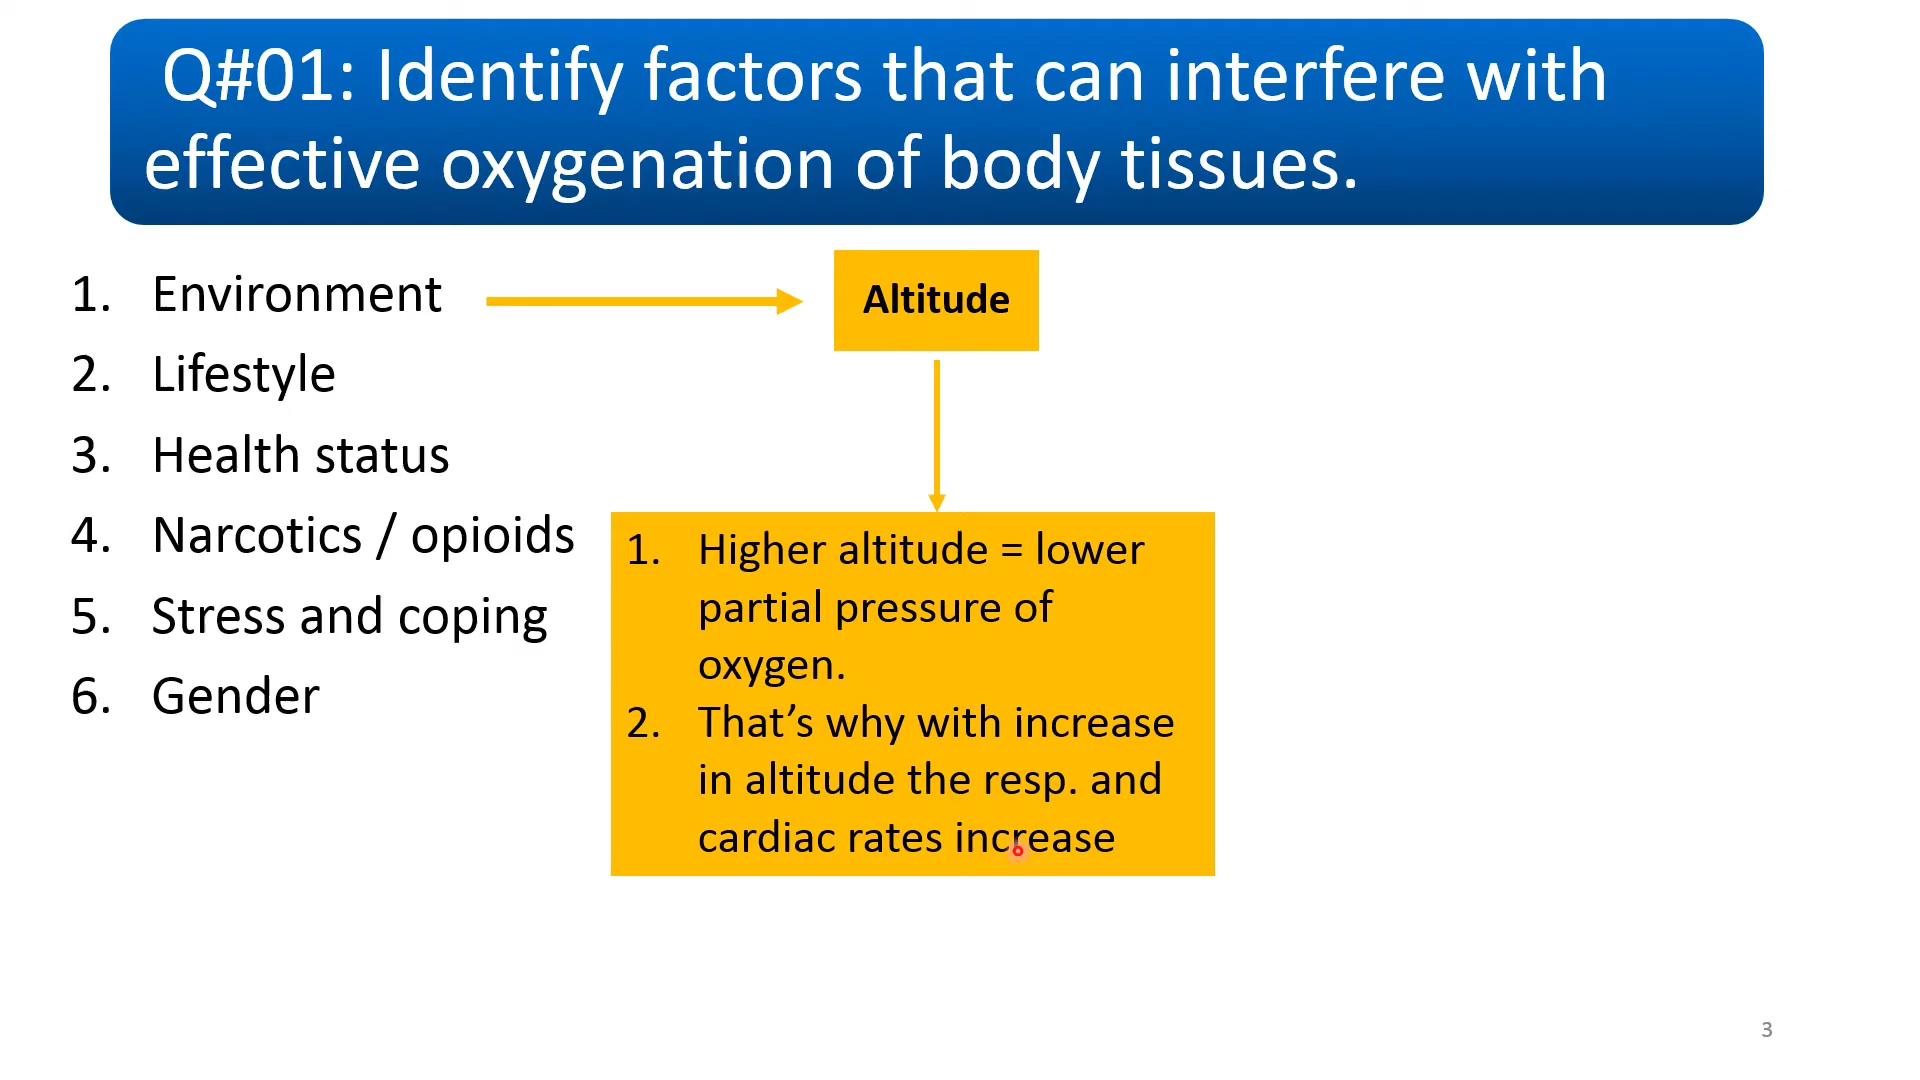 Q#01: Identify factors that can interfere with
effective oxygenation of body tissues.
1. Environment
2. Lifestyle
3. Health status
4. Narcotics / opioids
5. Stress and coping
6. Gender
Altitude
1. Higher altitude = lower
partial pressure of
oxygen.
2. That’s why with increase
in altitude the resp. and
cardiac rates increase
3